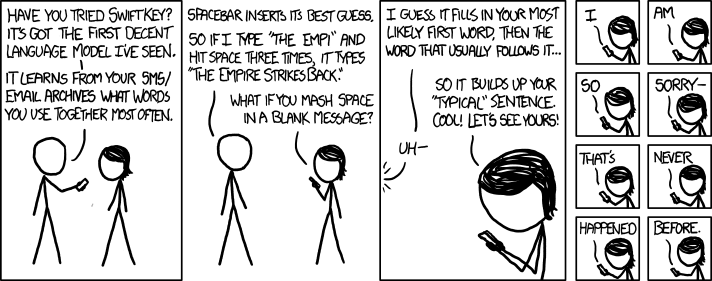 HAVE YOU TRIED SWIFTKEY?
IT'S GOT THE FIRST DECENT
LANGUAGE MODEL I'VE SEEN.
IT LEARNS FROM YOUR SMS/
EMAIL ARCHIVES WHAT WORDS
YOU USE TOGETHER MOST OFTEN.
SPACEBAR INSERTS ITS BEST GUESS.
SO IF I TYPE "THE EMPI" AND
HIT SPACE THREE TIMES, IT TYPES
"THE EMPIRE STRIKES BACK."
WHAT IF YOU MASH SPACE
IN A BLANK MESSAGE?
I GUESS IT FILLS IN YOUR MOST
LIKELY FIRST WORD, THEN THE
WORD THAT USUALLY FOLLOWS IT...
SO IT BUILDS UP YOUR
"TYPICAL" SENTENCE.
COOL! LET'S SEE YOURS!
UH—
I
AM
SO
SORRY—
THAT'S
NEVER
HAPPENED
BEFORE.